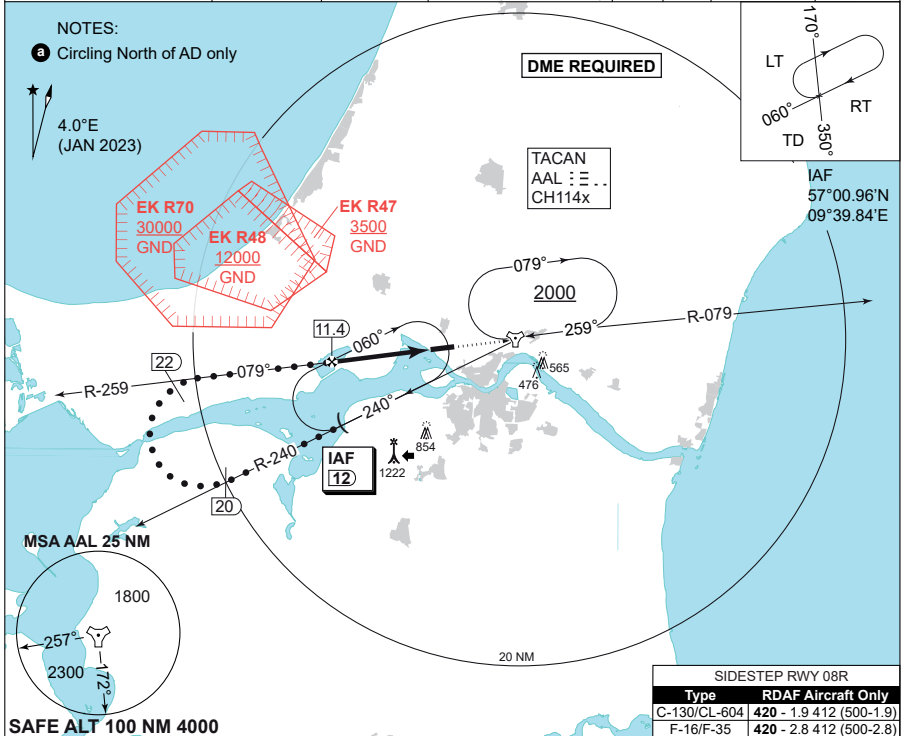 NOTES:
a Circling North of AD only
4.0°E
(JAN 2023)
DME REQUIRED
170°
LT
060°
RT
TD
350°
TACAN
AAL
CH114x
IAF
57°00.96'N
09°39.84'E
EK R70
30000
GND
EK R48
12000
GND
EK R47
3500
GND
079°
2000
259°
R-079
11.4
060°
22
079°
R-259
565
476
240°
R-240
IAF
12
854
1222
20
MSA AAL 25 NM
1800
257°
2300
172°
20 NM
SAFE ALT 100 NM 4000
SIDESTEP RWY 08R
Type RDAF Aircraft Only
C-130/CL-604 420 - 1.9 412 (500-1.9)
F-16/F-35 420 - 2.8 412 (500-2.8)